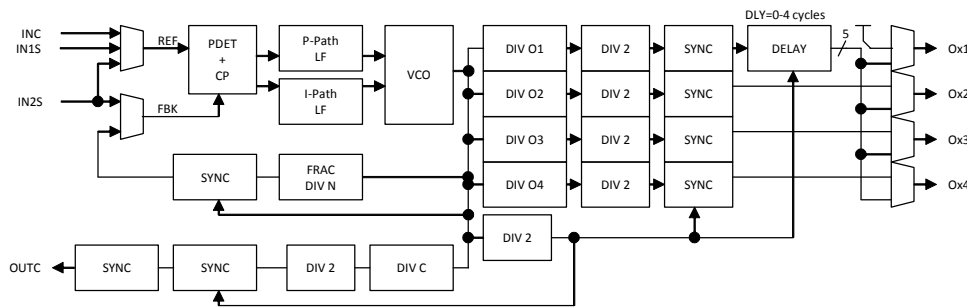 DLY=0-4 cycles
INC
IN1S
REF
PDET
+
CP
P-Path
LF
VCO
DIV O1
DIV 2
SYNC
DELAY
5
Ox1
I-Path
LF
IN2S
FBK
DIV O2
DIV 2
SYNC
Ox2
DIV O3
DIV 2
SYNC
Ox3
SYNC
FRAC
DIV N
DIV O4
DIV 2
SYNC
Ox4
DIV 2
OUTC
SYNC
SYNC
DIV 2
DIV C